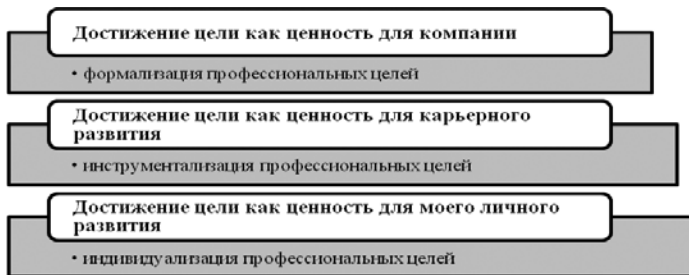 Достижение цели как ценность для компании
• формализация профессиональных целей
Достижение цели как ценность для карьерного
развития
• инструментализация профессиональных целей
Достижение цели как ценность для моего личного
развития
• индивидуализация профессиональных целей